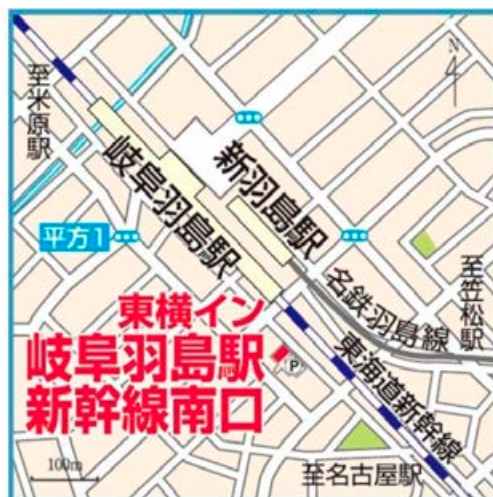 N
至米原駅
岐阜羽島駅
新羽島駅
平方1
名鉄羽島線
至笠松駅
東横イン
岐阜羽島駅
新幹線南口
P
東海道新幹線
100m
至名古屋駅